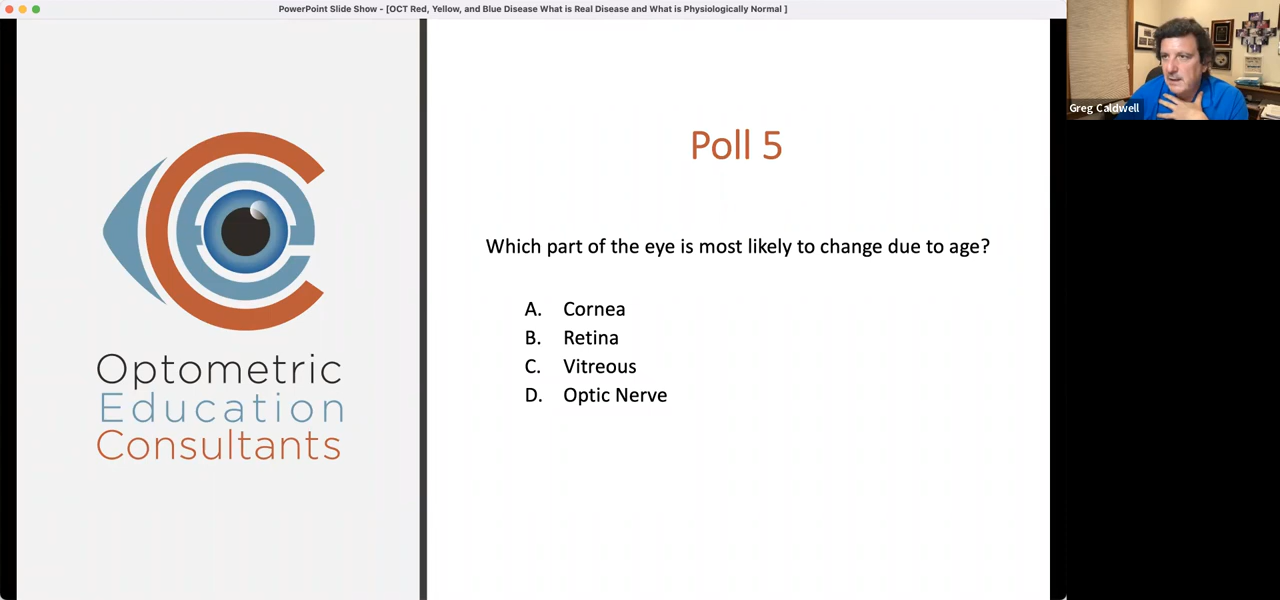 PowerPoint Slide Show - [OCT Red, Yellow, and Blue Disease What is Real Disease and What is Physiologically Normal ]
Greg Caldwell
Poll 5
Which part of the eye is most likely to change due to age?
A. Cornea
B. Retina
C. Vitreous
D. Optic Nerve
Optometric
Education
Consultants